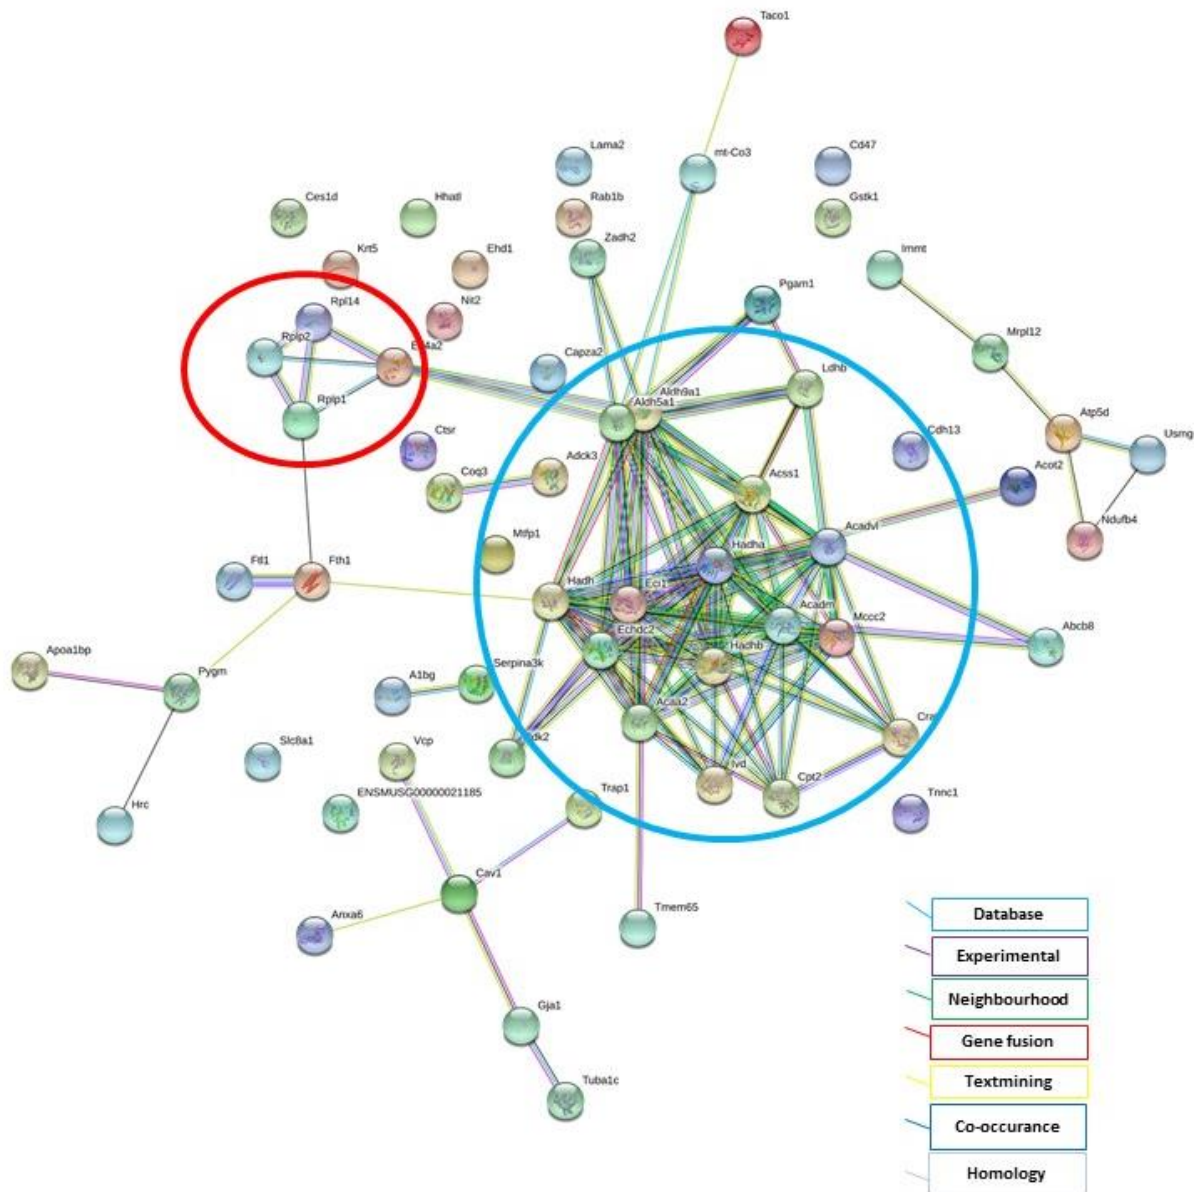 Taco1
Lama2
mt-Co3
Cd47
Ces1d
Hhatl
Rab1b
Gstk1
Zadh2
Immt
Krt5
Ehd1
Pgam1
Rpl14
Nit2
Mrpl12
Rplp2
Capza2
Ldhb
Aldh9a1
Aldh5a1
Rplp1
Atp5d
Usmg
Ctsr
Cdh13
Coq3
Adck3
Acss1
Acot2
Acadvl
Ndufb4
Mtfp1
Hadha
Ftl1
Fth1
Hadh
Eci1
Acadm
Mccc2
Echdc2
Abcb8
Apoa1bp
Pygm
Hadhb
A1bg
Serpina3k
Acaa2
Slc8a1
Vcp
Ivd
Cpt2
ENSMUSG00000021185
Trap1
Tnnc1
Hrc
Cav1
Anxa6
Tmem65
Gja1
Tuba1c
Database
Experimental
Neighbourhood
Gene fusion
Textmining
Co-occurance
Homology